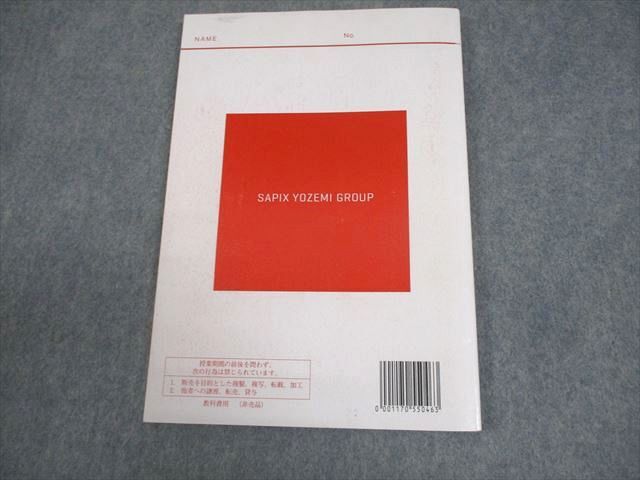 NAME
No.
SAPIX YOZEMI GROUP
授業期間の前後を問わず、
次の行為は禁じられています。
1. 販売を目的とした複製、複写、転載、加工
2. 他者への譲渡、転売、貸与
教科書用 (非売品)
0 001170 550463